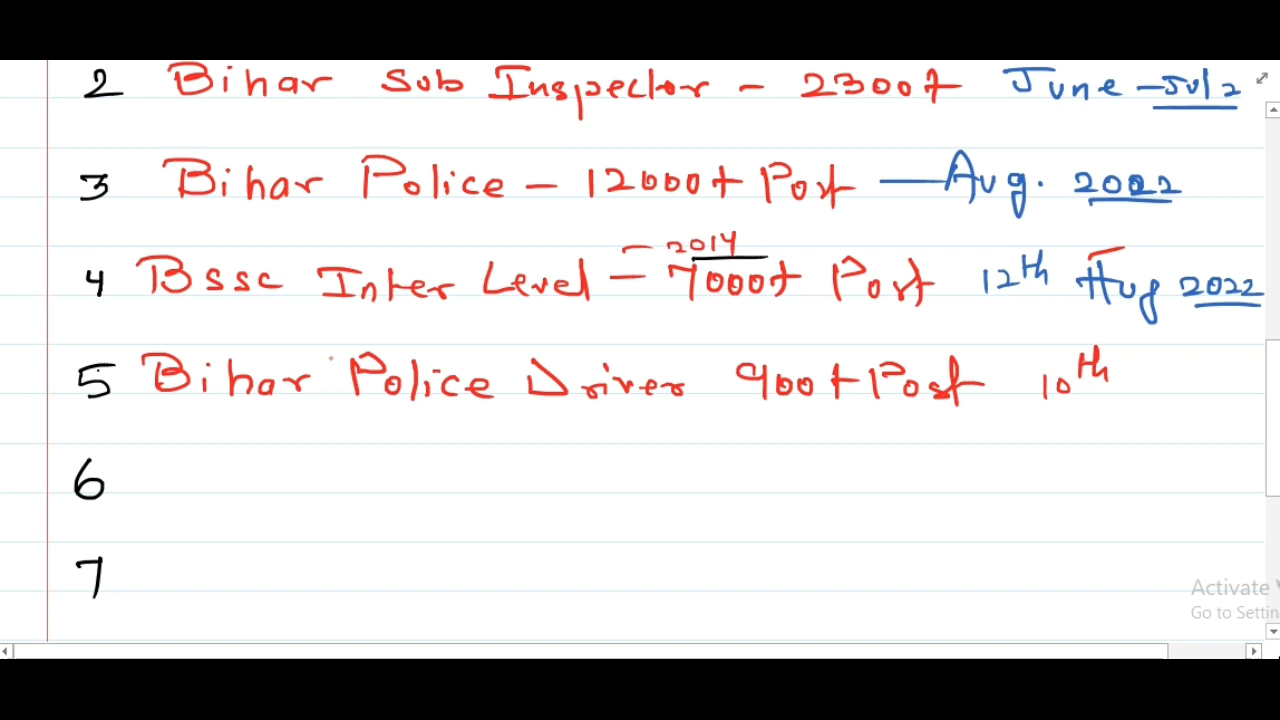 2 Bihar Sub Inspector - 2300+ June - July
3 Bihar Police - 12000+ Post - Aug. 2022
2014
4 Bssc Inter Level - 7000+ Post 12th Aug 2022
5 Bihar Police Driver 900+ Post 10th
6
7
Activate
Go to Settin